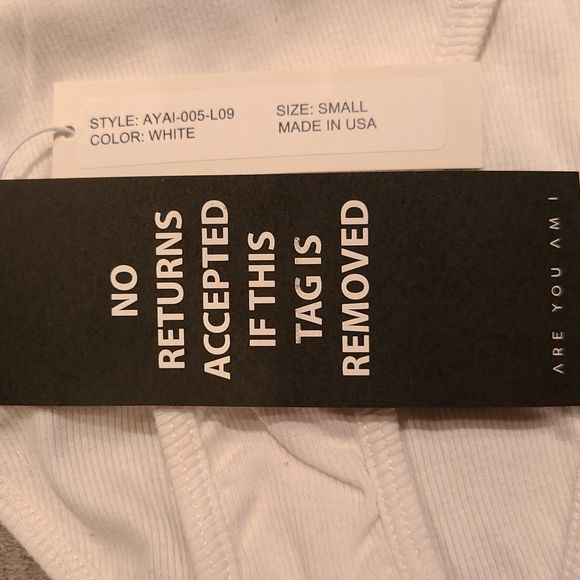 STYLE: AYAI-005-L09
COLOR: WHITE
SIZE: SMALL
MADE IN USA
NO
RETURNS
ACCEPTED
IF THIS
TAG IS
REMOVED
ARE YOU AM I